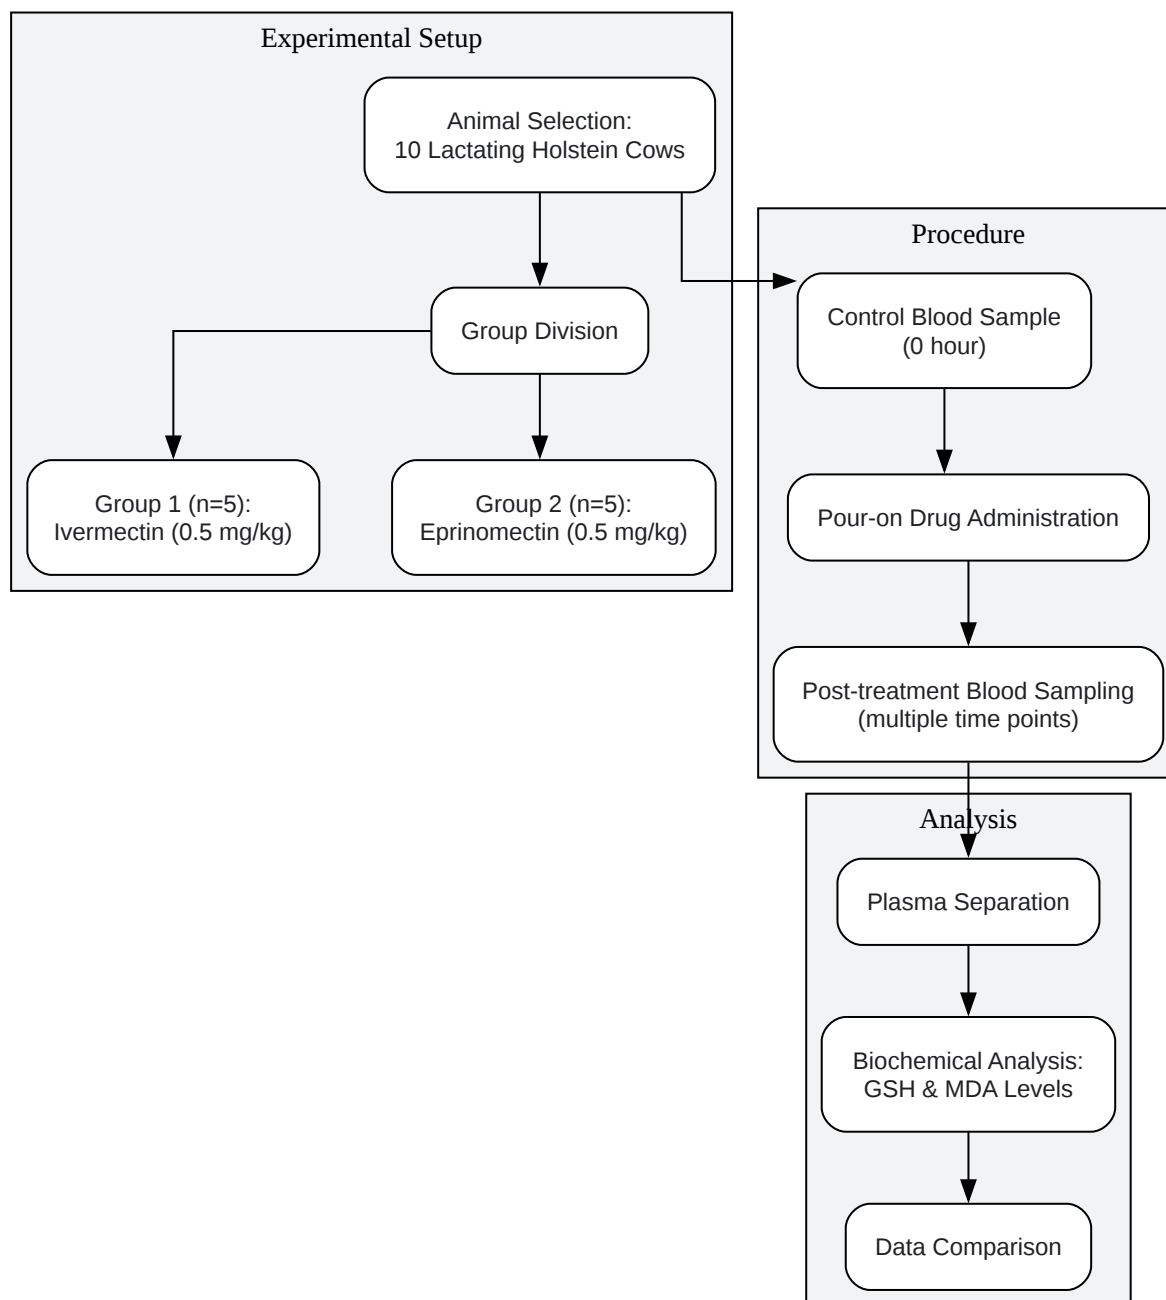 Experimental Setup
Animal Selection:
10 Lactating Holstein Cows
Group Division
Group 1 (n=5):
Ivermectin (0.5 mg/kg)
Group 2 (n=5):
Eprinomectin (0.5 mg/kg)
Procedure
Control Blood Sample
(0 hour)
Pour-on Drug Administration
Post-treatment Blood Sampling
(multiple time points)
Analysis
Plasma Separation
Biochemical Analysis:
GSH & MDA Levels
Data Comparison